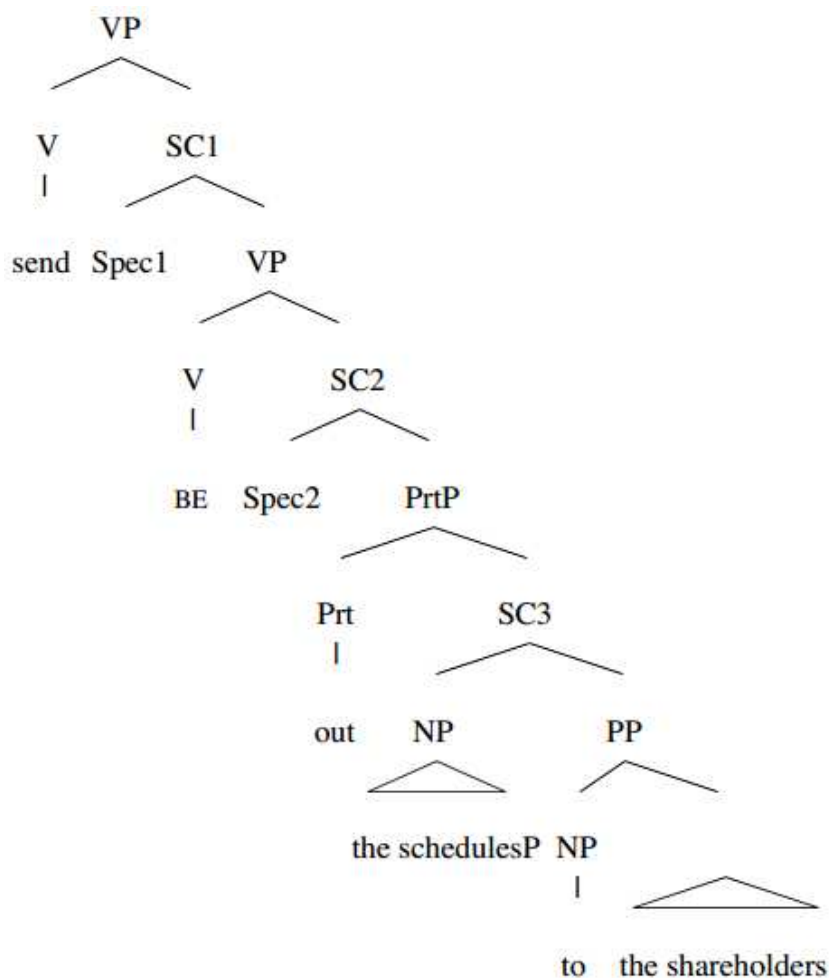 VP
V SC1
send Spec1 VP
V SC2
BE Spec2 PrtP
Prt SC3
out NP PP
the schedulesP NP
to the shareholders